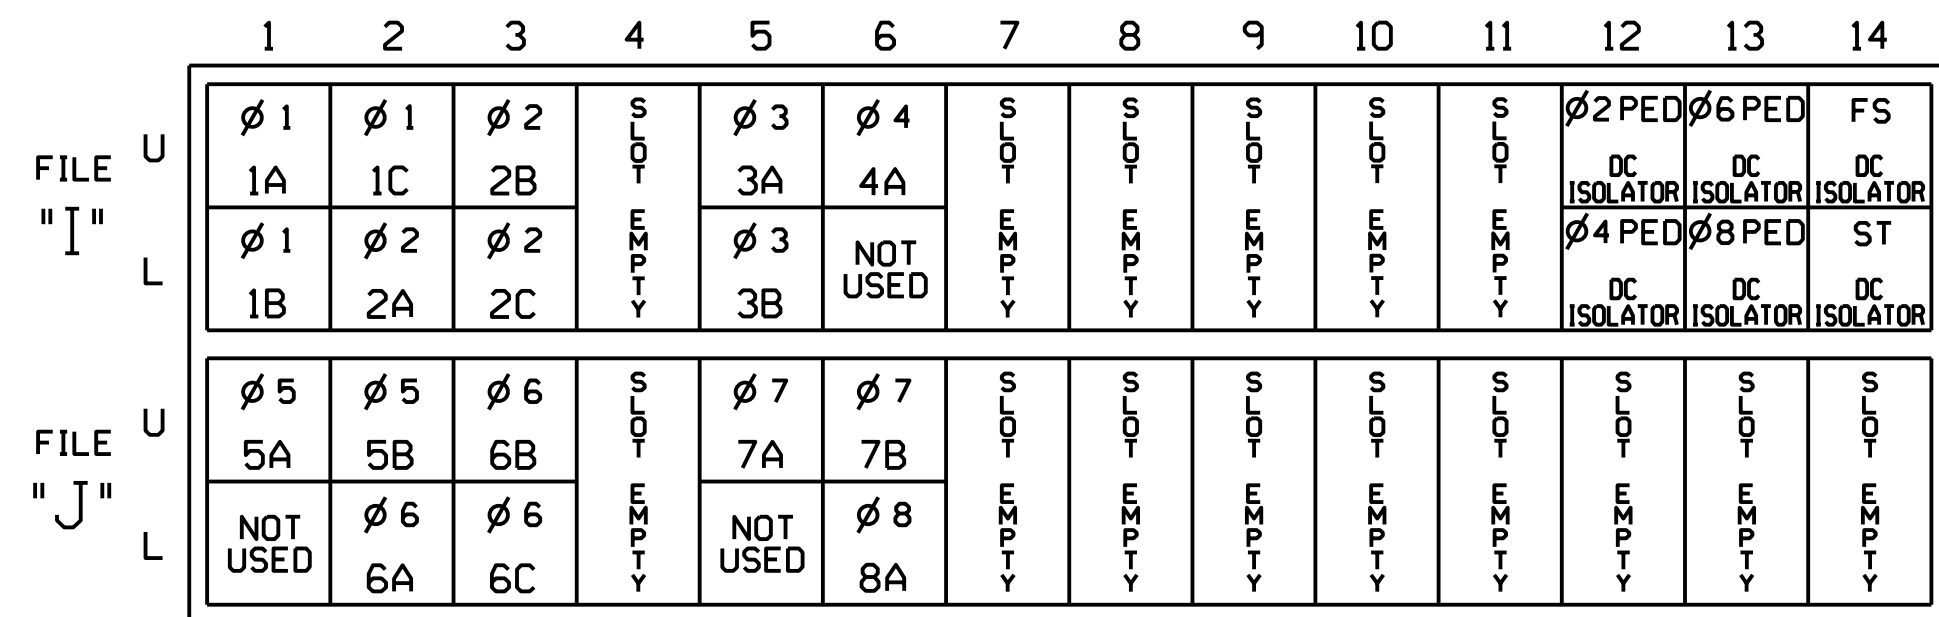 1 2 3 4 5 6 7 8 9 10 11 12 13 14
FILE "I"
U
Ø 1 1A
Ø 1 1C
Ø 2 2B
SLOT EMPTY
Ø 3 3A
Ø 4 4A
SLOT EMPTY
SLOT EMPTY
SLOT EMPTY
SLOT EMPTY
SLOT EMPTY
Ø2 PED DC ISOLATOR
Ø6 PED DC ISOLATOR
FS DC ISOLATOR
L
Ø 1 1B
Ø 2 2A
Ø 2 2C
Ø 3 3B
NOT USED
Ø4 PED DC ISOLATOR
Ø8 PED DC ISOLATOR
ST DC ISOLATOR
FILE "J"
U
Ø 5 5A
Ø 5 5B
Ø 6 6B
SLOT EMPTY
Ø 7 7A
Ø 7 7B
SLOT EMPTY
SLOT EMPTY
SLOT EMPTY
SLOT EMPTY
SLOT EMPTY
SLOT EMPTY
SLOT EMPTY
SLOT EMPTY
L
NOT USED
Ø 6 6A
Ø 6 6C
NOT USED
Ø 8 8A